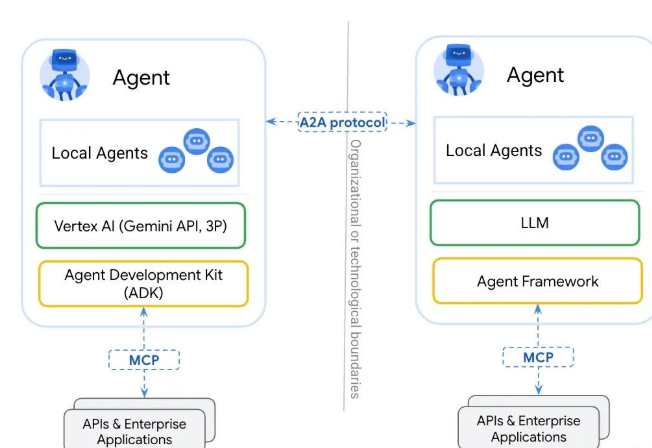 Agent
Local Agents
Vertex AI (Gemini API, 3P)
Agent Development Kit
(ADK)
MCP
APIs & Enterprise
Applications
A2A protocol
Organizational or technological boundaries
Agent
Local Agents
LLM
Agent Framework
MCP
APIs & Enterprise
Applications